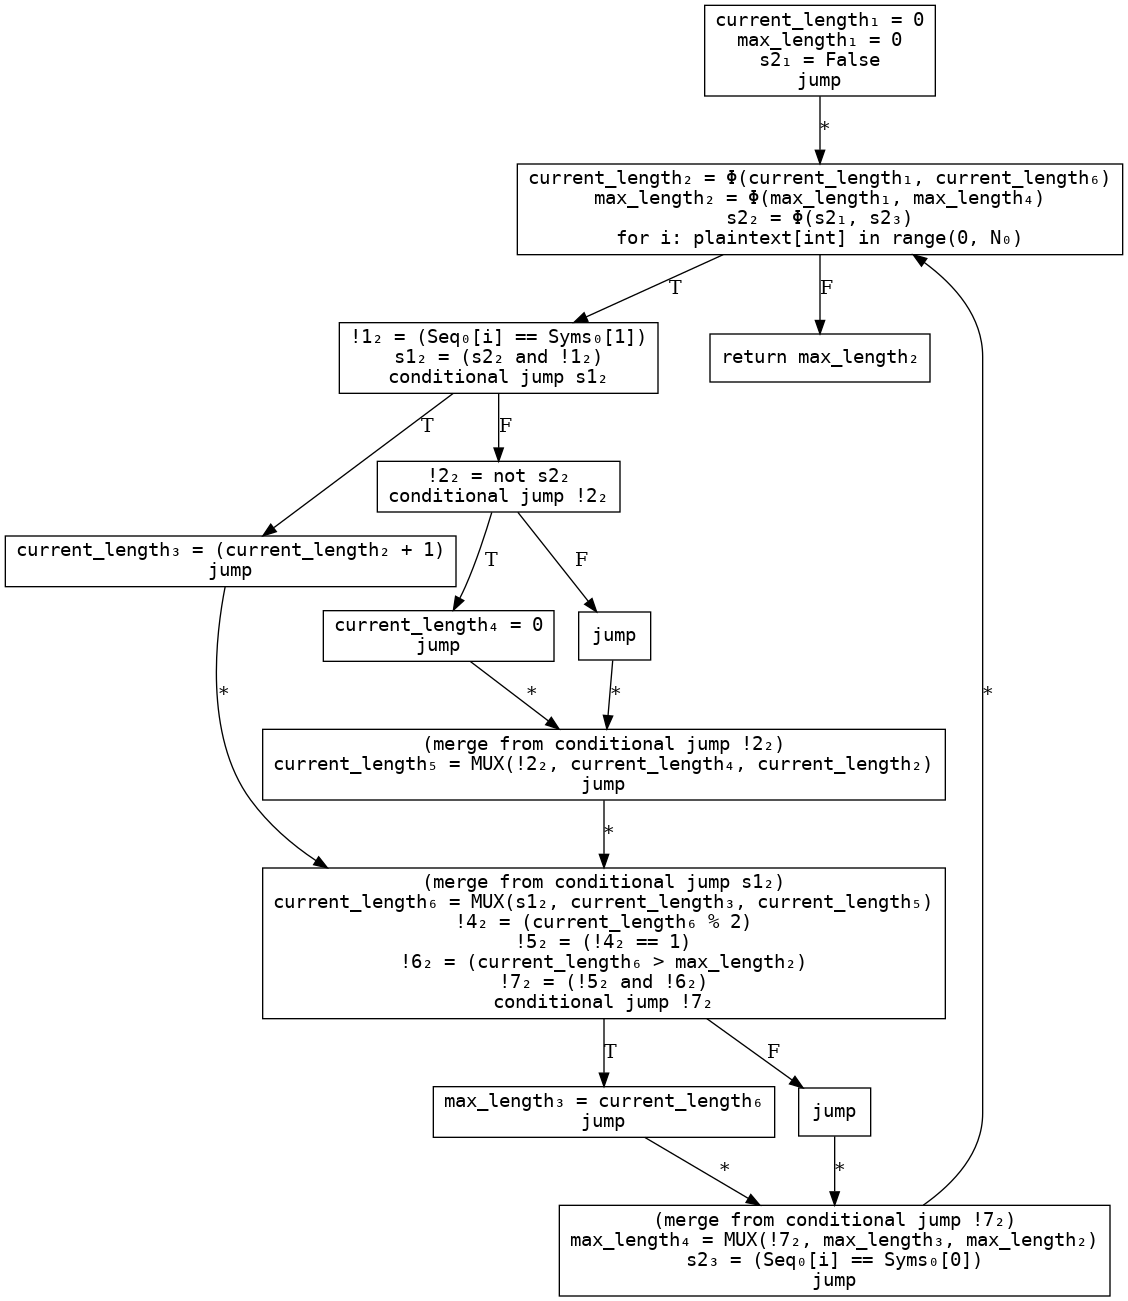 current_length₁ = 0
max_length₁ = 0
s2₁ = False
jump
*
current_length₂ = Φ(current_length₁, current_length₆)
max_length₂ = Φ(max_length₁, max_length₄)
s2₂ = Φ(s2₁, s2₃)
for i: plaintext[int] in range(0, N₀)
T
F
!1₂ = (Seq₀[i] == Syms₀[1])
s1₂ = (s2₂ and !1₂)
conditional jump s1₂
return max_length₂
T
F
!2₂ = not s2₂
conditional jump !2₂
current_length₃ = (current_length₂ + 1)
jump
T
F
current_length₄ = 0
jump
jump
*
*
*
*
(merge from conditional jump !2₂)
current_length₅ = MUX(!2₂, current_length₄, current_length₂)
jump
*
(merge from conditional jump s1₂)
current_length₆ = MUX(s1₂, current_length₃, current_length₅)
!4₂ = (current_length₆ % 2)
!5₂ = (!4₂ == 1)
!6₂ = (current_length₆ > max_length₂)
!7₂ = (!5₂ and !6₂)
conditional jump !7₂
T
F
max_length₃ = current_length₆
jump
jump
*
*
(merge from conditional jump !7₂)
max_length₄ = MUX(!7₂, max_length₃, max_length₂)
s2₃ = (Seq₀[i] == Syms₀[0])
jump